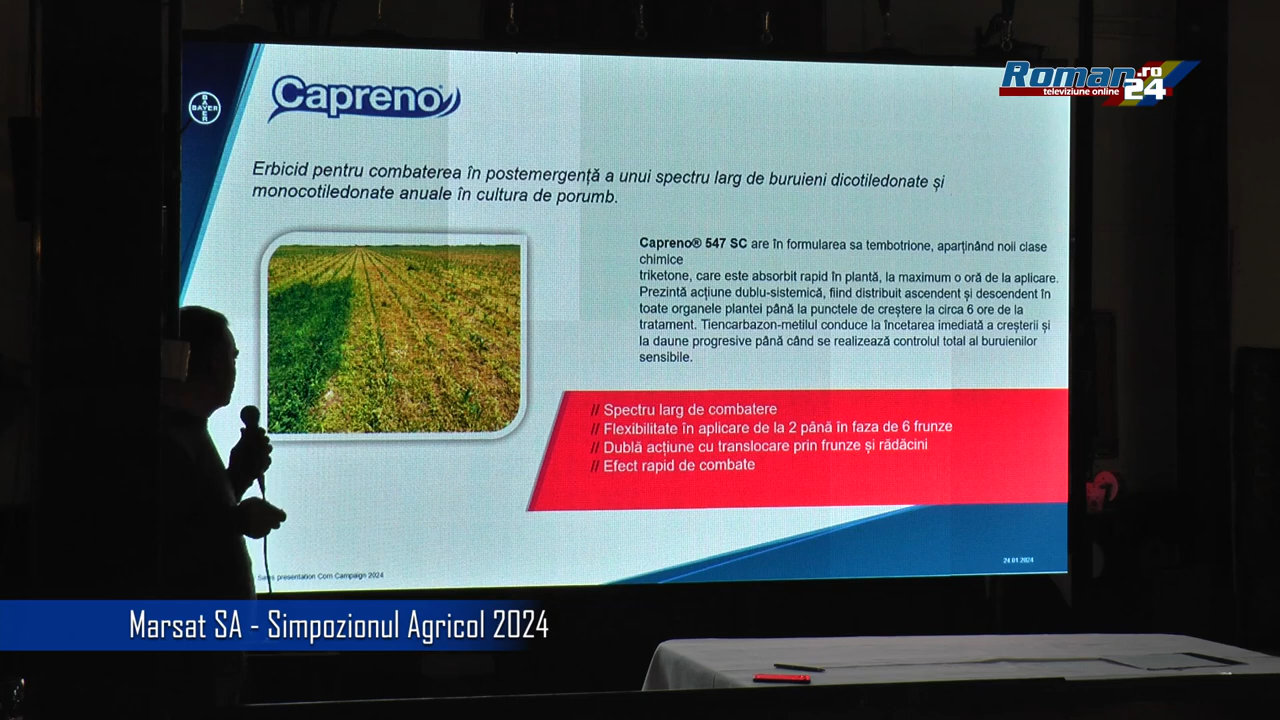 Roman24.ro
televiziune online
BAYER
BAYER
Capreno
Erbicid pentru combaterea în postemergență a unui spectru larg de buruieni dicotiledonate și
monocotiledonate anuale în cultura de porumb.
Capreno® 547 SC are în formularea sa tembotrione, aparținând noii clase
chimice
triketone, care este absorbit rapid în plantă, la maximum o oră de la aplicare.
Prezintă acțiune dublu-sistemică, fiind distribuit ascendent și descendent în
toate organele plantei până la punctele de creștere la circa 6 ore de la
tratament. Tiencarbazon-metilul conduce la încetarea imediată a creșterii și
la daune progresive până când se realizează controlul total al buruienilor
sensibile.
// Spectru larg de combatere
// Flexibilitate în aplicare de la 2 până în faza de 6 frunze
// Dublă acțiune cu translocare prin frunze și rădăcini
// Efect rapid de combate
Sales presentation Corn Campaign 2024
24.01.2024
Marsat SA - Simpozionul Agricol 2024